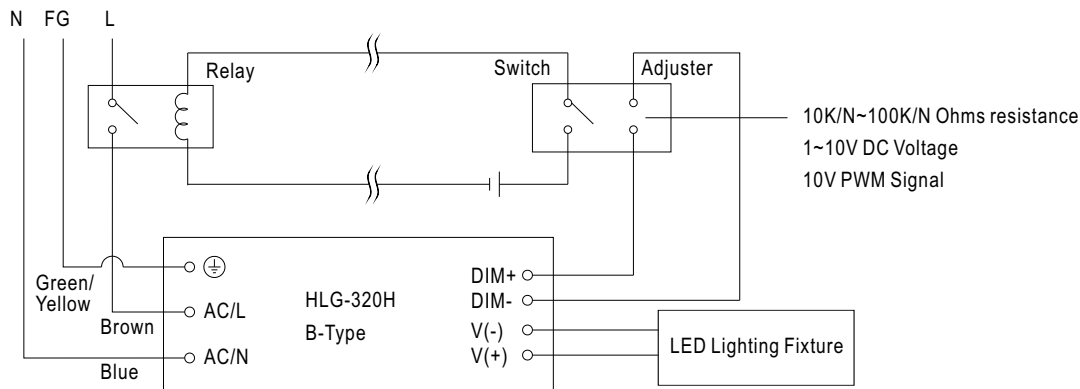 N FG L
Relay
Switch
Adjuster
10K/N~100K/N Ohms resistance
1~10V DC Voltage
10V PWM Signal
Green/
Yellow
Brown
Blue
AC/L
AC/N
HLG-320H
B-Type
DIM+
DIM-
V(-)
V(+)
LED Lighting Fixture